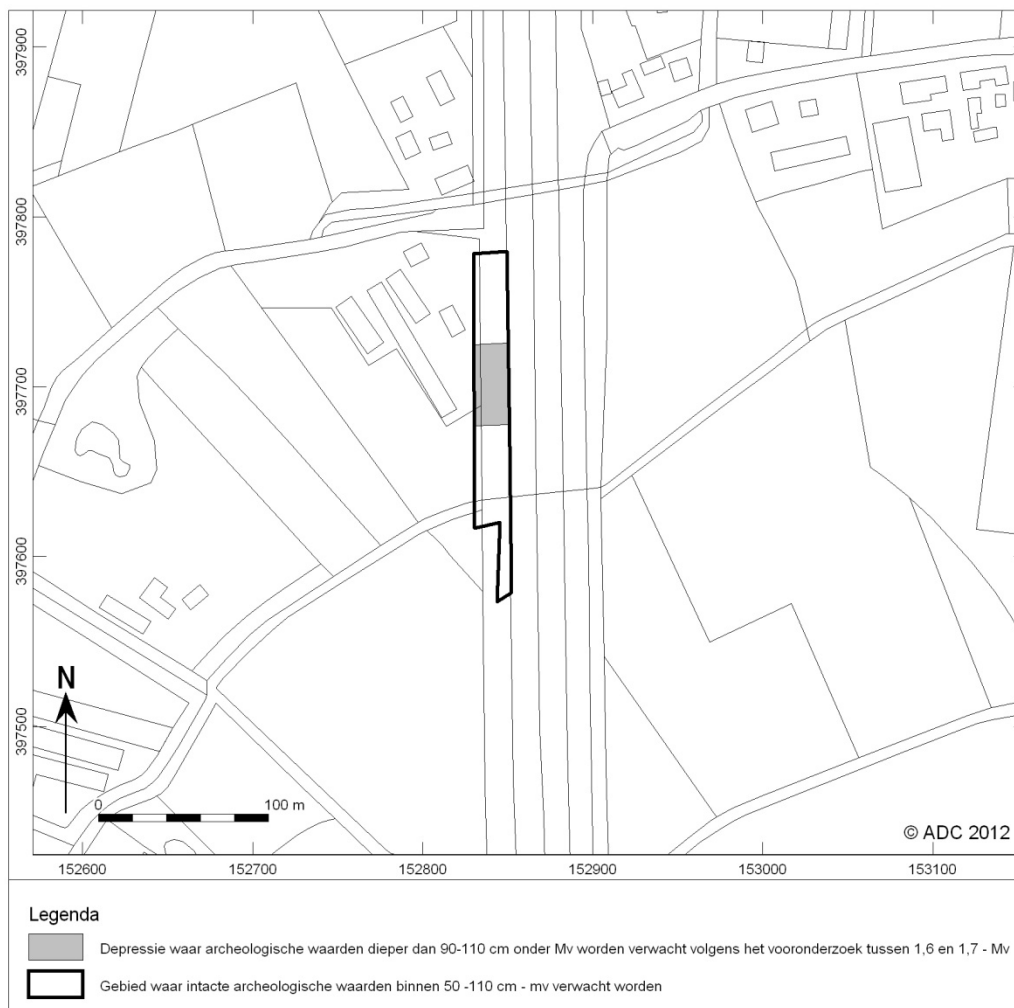 397900
397800
397700
397600
397500
N
0
100 m
© ADC 2012
152600
152700
152800
152900
153000
153100
Legenda
Depressie waar archeologische waarden dieper dan 90-110 cm onder Mv worden verwacht volgens het vooronderzoek tussen 1,6 en 1,7 - Mv
Gebied waar intacte archeologische waarden binnen 50 -110 cm - mv verwacht worden